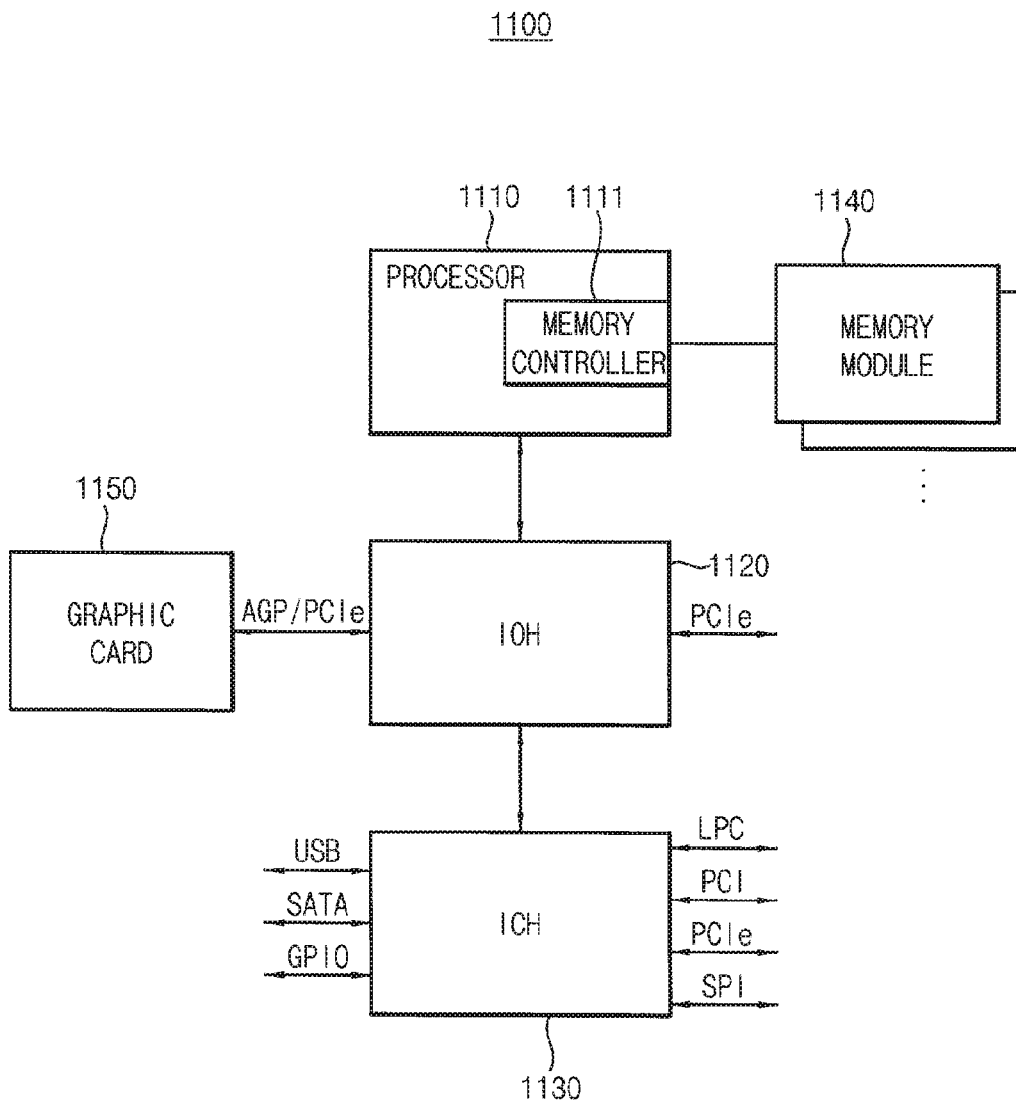 1100
1110
1111
1140
PROCESSOR
MEMORY
CONTROLLER
MEMORY
MODULE
1150
1120
GRAPHIC
CARD
AGP/PCIe
IOH
PCIe
USB
SATA
GPIO
ICH
LPC
PCI
PCIe
SPI
1130